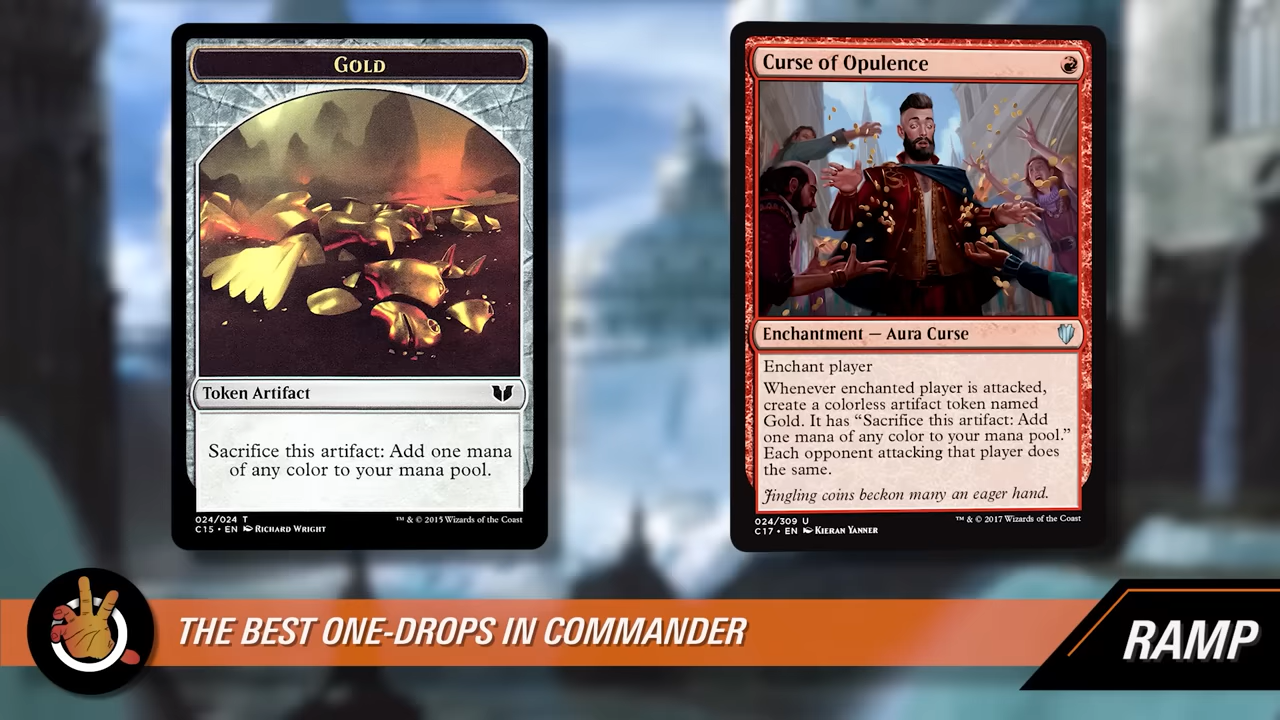 GOLD
Token Artifact
Sacrifice this artifact: Add one mana
of any color to your mana pool.
024/024 T
C15 • EN RICHARD WRIGHT
™ & © 2015 Wizards of the Coast
Curse of Opulence
Enchantment — Aura Curse
Enchant player
Whenever enchanted player is attacked,
create a colorless artifact token named
Gold. It has “Sacrifice this artifact: Add
one mana of any color to your mana pool.”
Each opponent attacking that player does
the same.
Jingling coins beckon many an eager hand.
024/309 U
C17 • EN KIERAN YANNER
™ & © 2017 Wizards of the Coast
THE BEST ONE-DROPS IN COMMANDER
RAMP